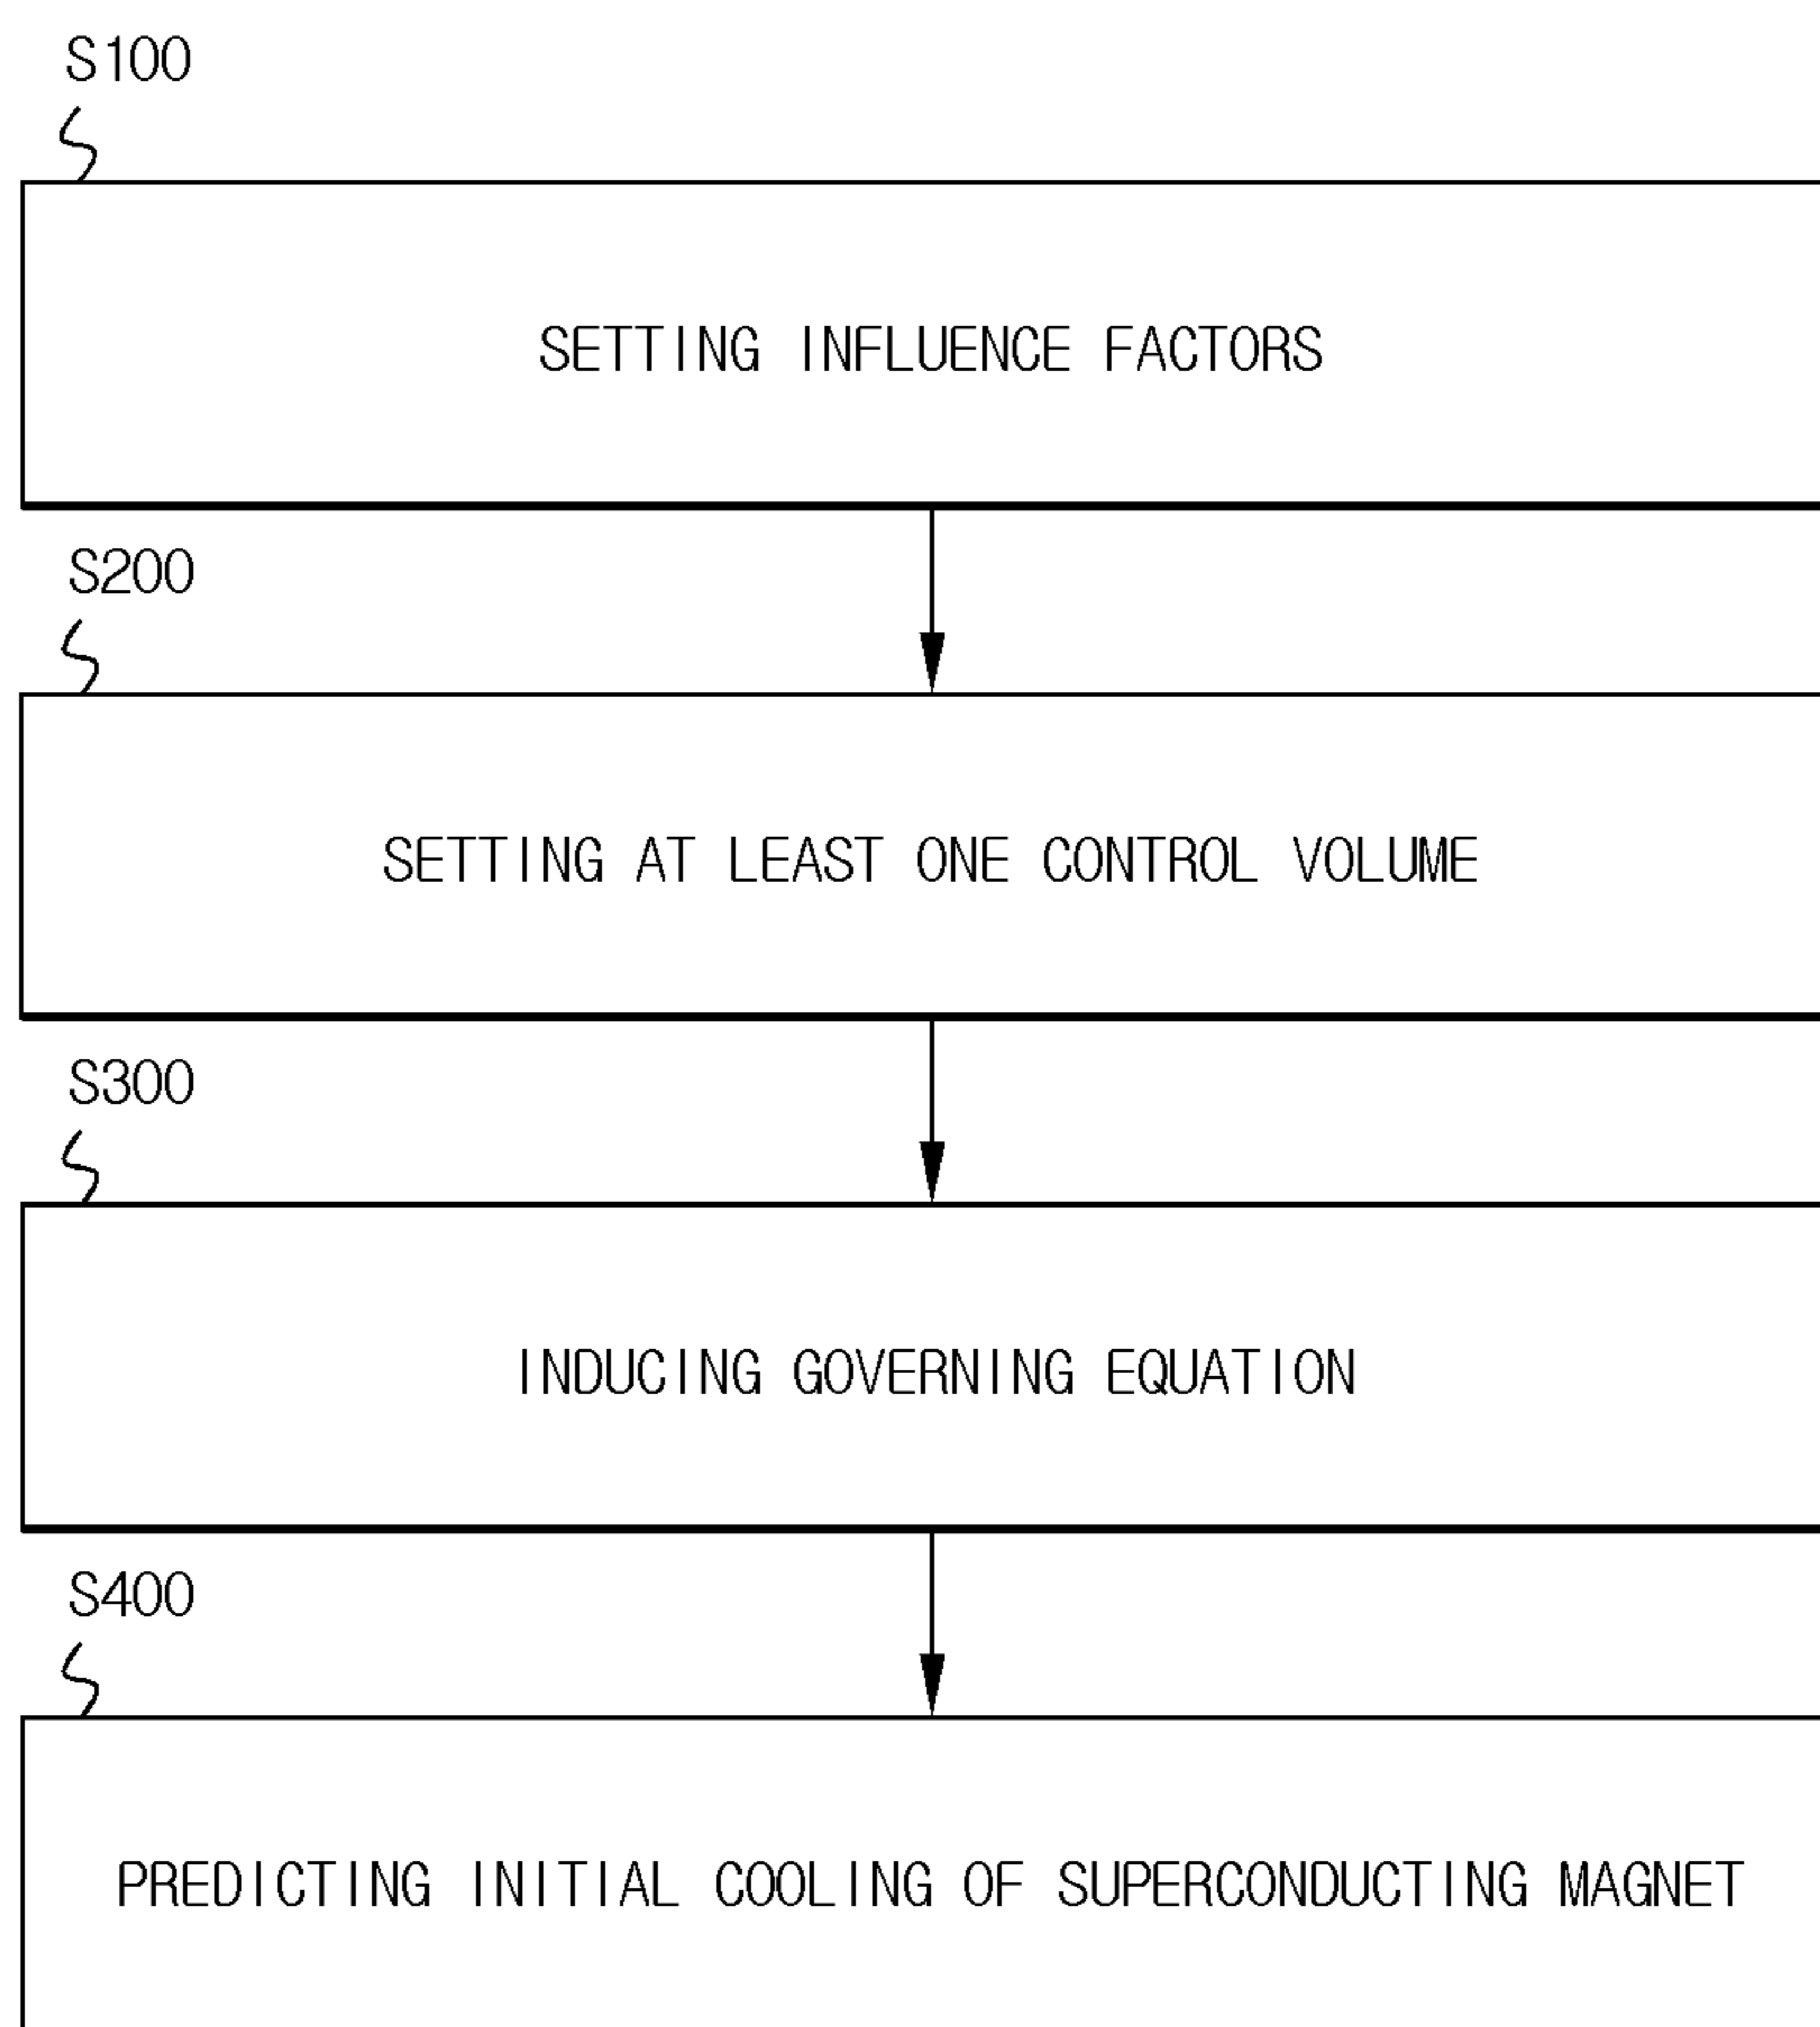 S100
SETTING INFLUENCE FACTORS
S200
SETTING AT LEAST ONE CONTROL VOLUME
S300
INDUCING GOVERNING EQUATION
S400
PREDICTING INITIAL COOLING OF SUPERCONDUCTING MAGNET